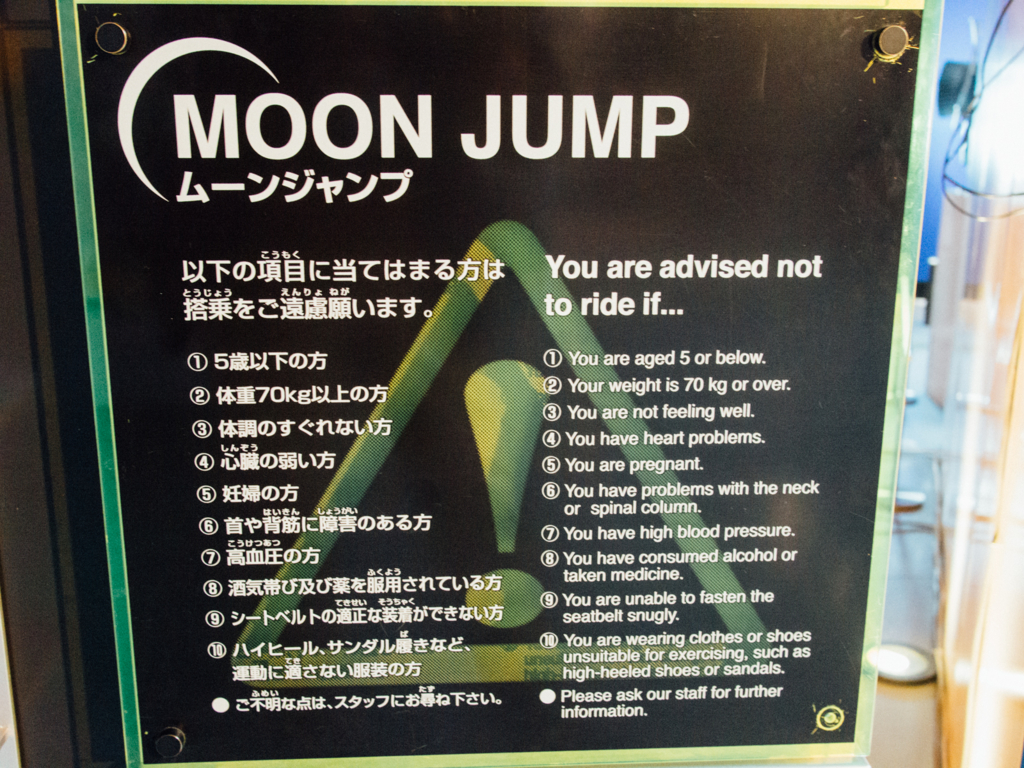 MOON JUMP
ムーンジャンプ
以下の項目に当てはまる方は
搭乗をご遠慮願います。
① 5歳以下の方
② 体重70kg以上の方
③ 体調のすぐれない方
④ 心臓の弱い方
⑤ 妊婦の方
⑥ 首や背筋に障害のある方
⑦ 高血圧の方
⑧ 酒気帯び及び薬を服用されている方
⑨ シートベルトの適正な装着ができない方
⑩ ハイヒール、サンダル履きなど、
運動に適さない服装の方
● ご不明な点は、スタッフにお尋ね下さい。
You are advised not
to ride if...
① You are aged 5 or below.
② Your weight is 70 kg or over.
③ You are not feeling well.
④ You have heart problems.
⑤ You are pregnant.
⑥ You have problems with the neck
or spinal column.
⑦ You have high blood pressure.
⑧ You have consumed alcohol or
taken medicine.
⑨ You are unable to fasten the
seatbelt snugly.
⑩ You are wearing clothes or shoes
unsuitable for exercising, such as
high-heeled shoes or sandals.
● Please ask our staff for further
information.